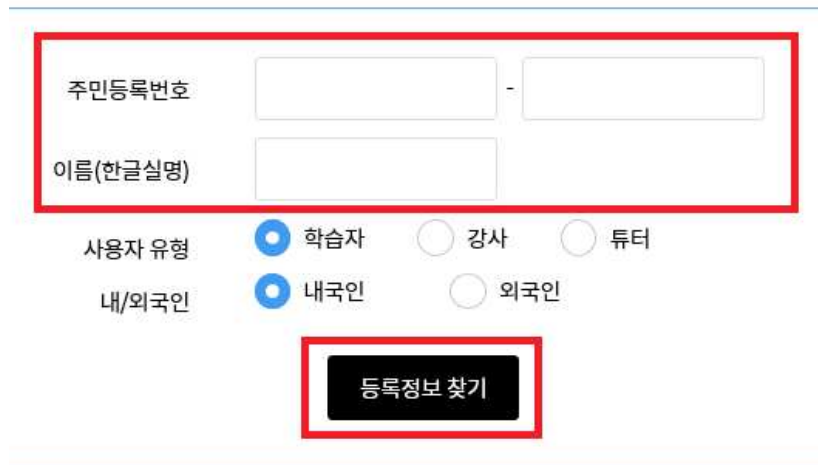 주민등록번호 -
이름(한글실명)
사용자 유형 학습자 강사 튜터
내/외국인 내국인 외국인
등록정보 찾기